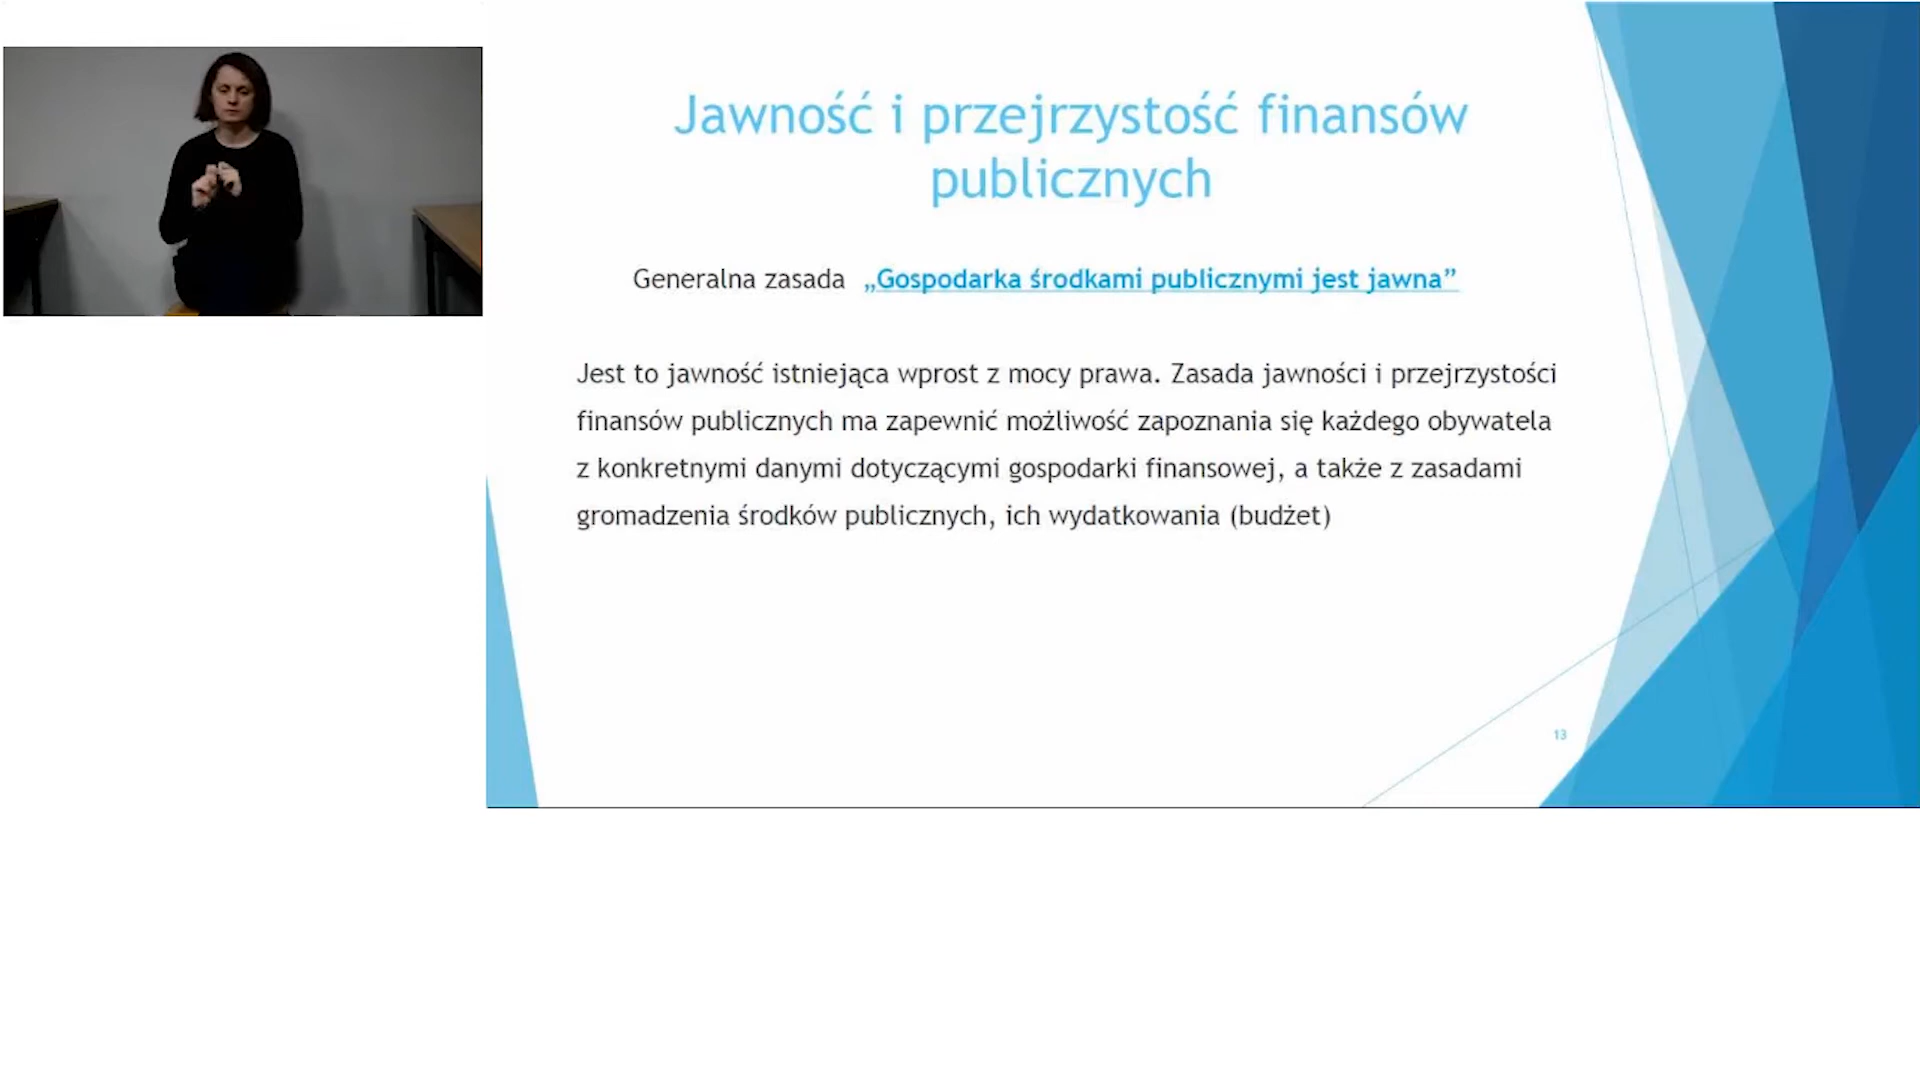 Jawność i przejrzystość finansów
publicznych
Generalna zasada „Gospodarka środkami publicznymi jest jawna”
Jest to jawność istniejąca wprost z mocy prawa. Zasada jawności i przejrzystości
finansów publicznych ma zapewnić możliwość zapoznania się każdego obywatela
z konkretnymi danymi dotyczącymi gospodarki finansowej, a także z zasadami
gromadzenia środków publicznych, ich wydatkowania (budżet)
13